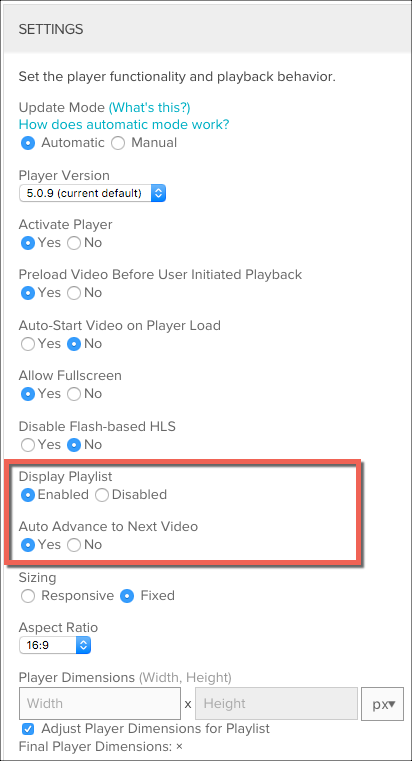 SETTINGS
Set the player functionality and playback behavior.
Update Mode (What's this?)
How does automatic mode work?
Automatic Manual
Player Version
5.0.9 (current default)
Activate Player
Yes No
Preload Video Before User Initiated Playback
Yes No
Auto-Start Video on Player Load
Yes No
Allow Fullscreen
Yes No
Disable Flash-based HLS
Yes No
Display Playlist
Enabled Disabled
Auto Advance to Next Video
Yes No
Sizing
Responsive Fixed
Aspect Ratio
16:9
Player Dimensions (Width, Height)
Width x Height px
Adjust Player Dimensions for Playlist
Final Player Dimensions: ×